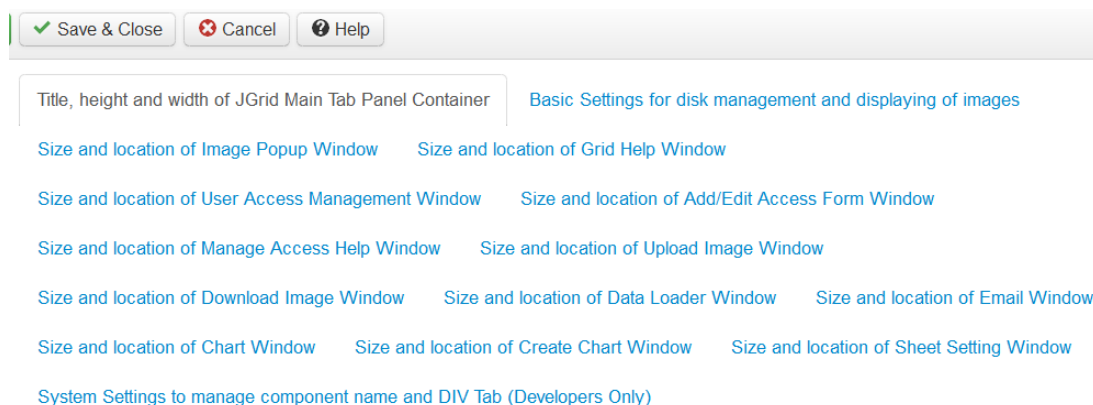 Save & Close Cancel Help
Title, height and width of JGrid Main Tab Panel Container Basic Settings for disk management and displaying of images
Size and location of Image Popup Window Size and location of Grid Help Window
Size and location of User Access Management Window Size and location of Add/Edit Access Form Window
Size and location of Manage Access Help Window Size and location of Upload Image Window
Size and location of Download Image Window Size and location of Data Loader Window Size and location of Email Window
Size and location of Chart Window Size and location of Create Chart Window Size and location of Sheet Setting Window
System Settings to manage component name and DIV Tab (Developers Only)